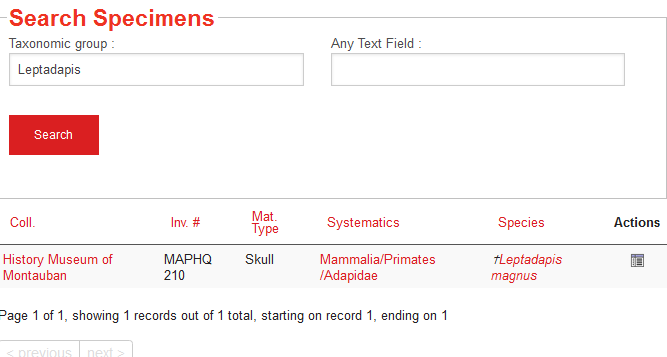 Search Specimens
Taxonomic group :
Any Text Field :
Leptadapis
Search
Coll.
Inv. #
Mat. Type
Systematics
Species
Actions
History Museum of Montauban
MAPHQ 210
Skull
Mammalia/Primates /Adapidae
†Leptadapis magnus
Page 1 of 1, showing 1 records out of 1 total, starting on record 1, ending on 1
< previous
next >